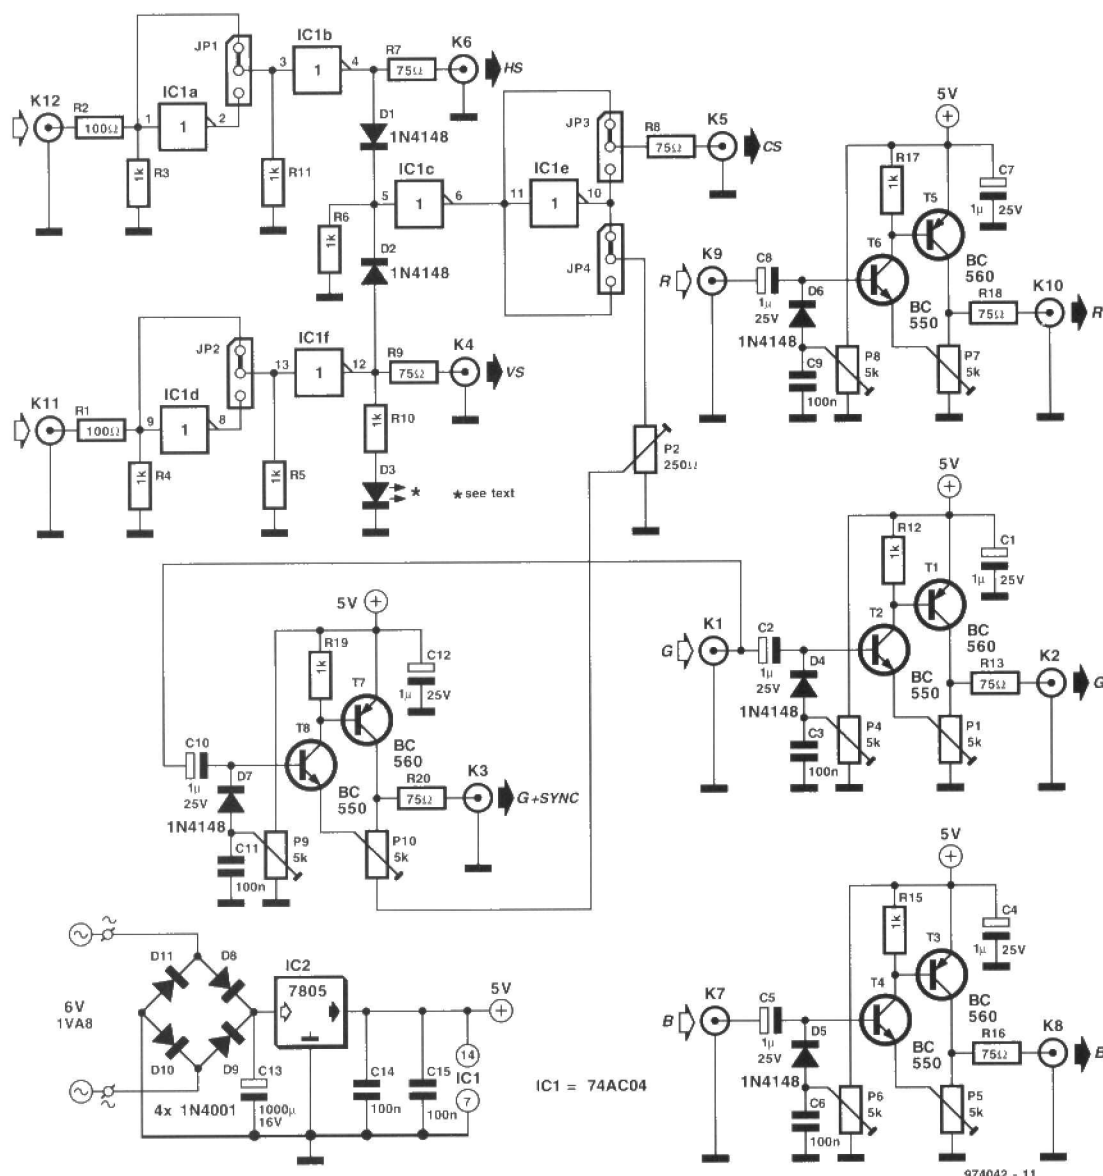 IC1b
R7
K6
JP1
3
4
75Ω
HS
5V
K12
R2
IC1a
D1
JP3
R8
K5
R17
C7
100Ω
1
1
1
2
1N4148
75Ω
CS
1k
T5
1µ
25V
R3
1k
R11
1k
IC1c
IC1e
5
1
6
11
1
10
T6
R6
1k
D2
K9
C8
BC
560
1N4148
JP4
R
1µ
25V
D6
BC
550
R18
K10
75Ω
R
1N4148
IC1f
K4
JP2
13
1
12
R9
75Ω
VS
C9
100n
P8
5k
P7
5k
K11
R1
IC1d
100Ω
9
1
8
R10
1k
P2
250Ω
R4
1k
R5
1k
D3
*
* see text
5V
R12
1k
C1
1µ
25V
T1
5V
K1
C2
T2
BC
560
R19
1k
C12
1µ
25V
G
1µ
25V
D4
BC
550
R13
K2
75Ω
G
T7
1N4148
C10
T8
BC
560
C3
100n
P4
5k
P1
5k
1µ
25V
D7
BC
550
R20
75Ω
K3
G+SYNC
1N4148
C11
100n
P9
5k
P10
5k
5V
R15
1k
C4
1µ
25V
~
~
D11
D8
IC2
7805
5V
T3
6V
1VA8
K7
C5
T4
BC
560
B
1µ
25V
D5
BC
550
R16
K8
75Ω
B
14
D10
D9
C13
C14
C15
IC1
7
IC1 = 74AC04
1N4148
~
~
4x 1N4001
1000µ
16V
100n
100n
C6
100n
P6
5k
P5
5k
974042 - 11